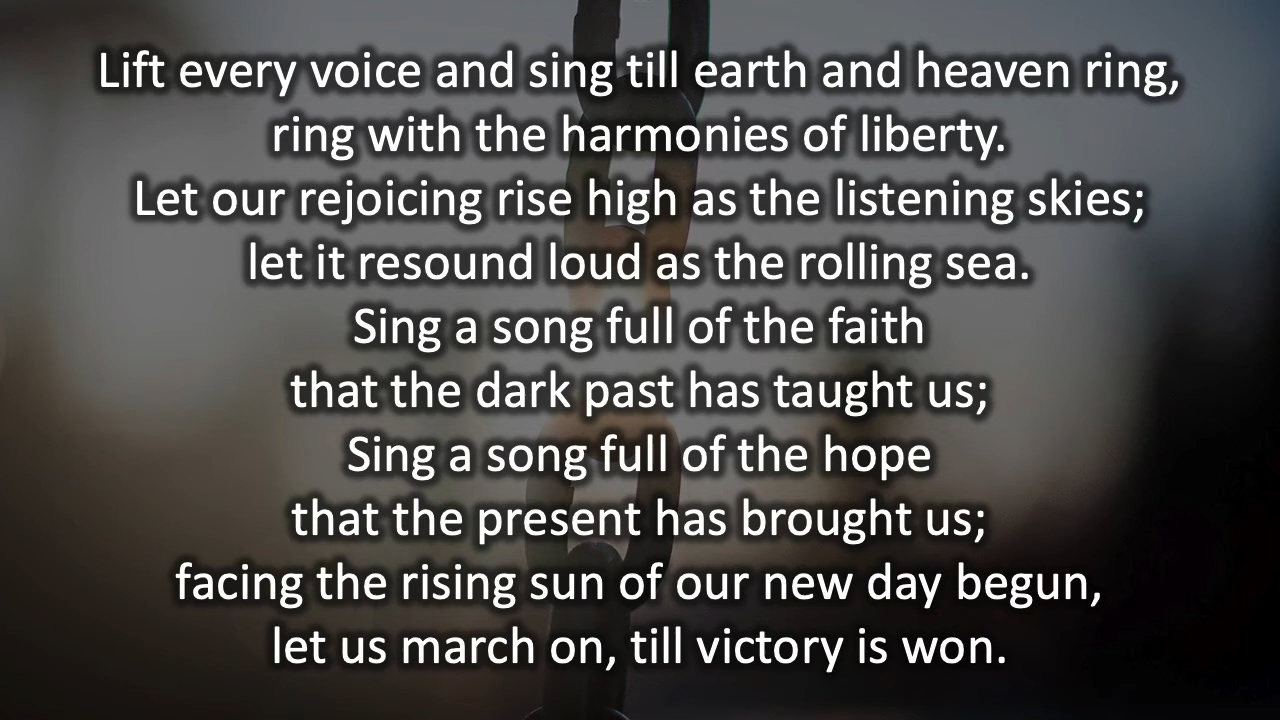 Lift every voice and sing till earth and heaven ring,
ring with the harmonies of liberty.
Let our rejoicing rise high as the listening skies;
let it resound loud as the rolling sea.
Sing a song full of the faith
that the dark past has taught us;
Sing a song full of the hope
that the present has brought us;
facing the rising sun of our new day begun,
let us march on, till victory is won.